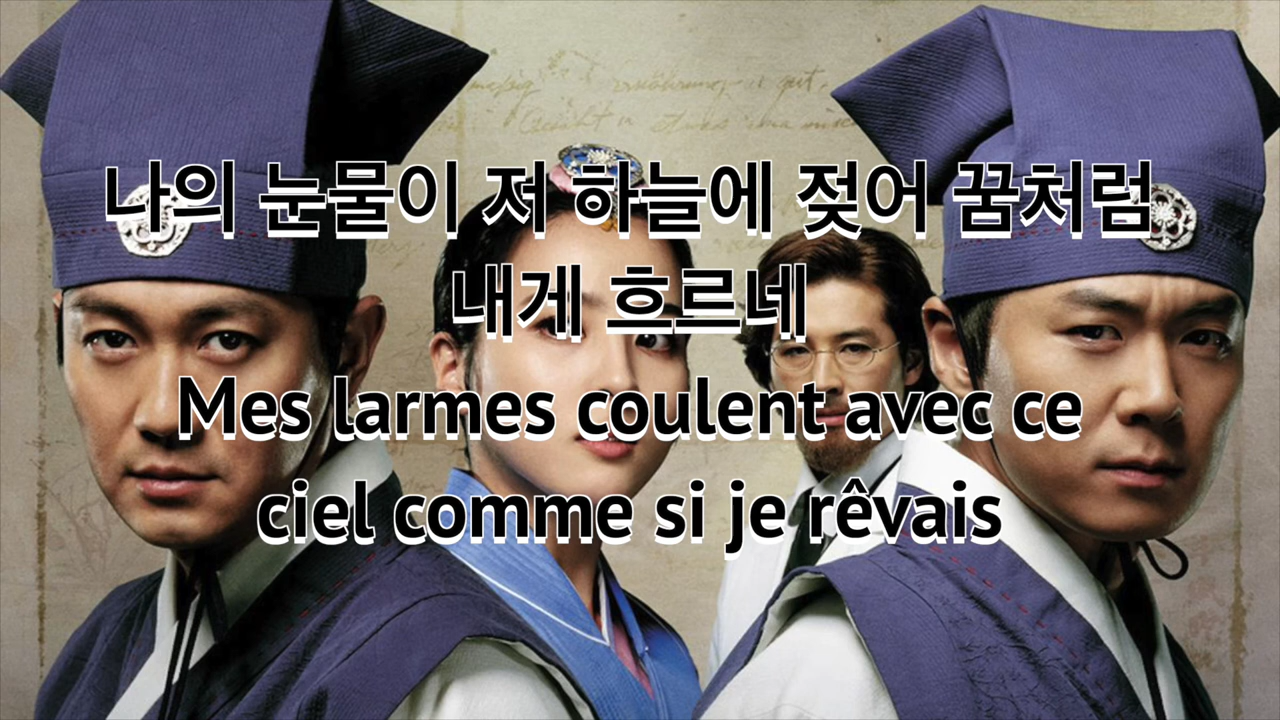 나의 눈물이 저 하늘에 젖어 꿈처럼
내게 흐르네
Mes larmes coulent avec ce
ciel comme si je rêvais